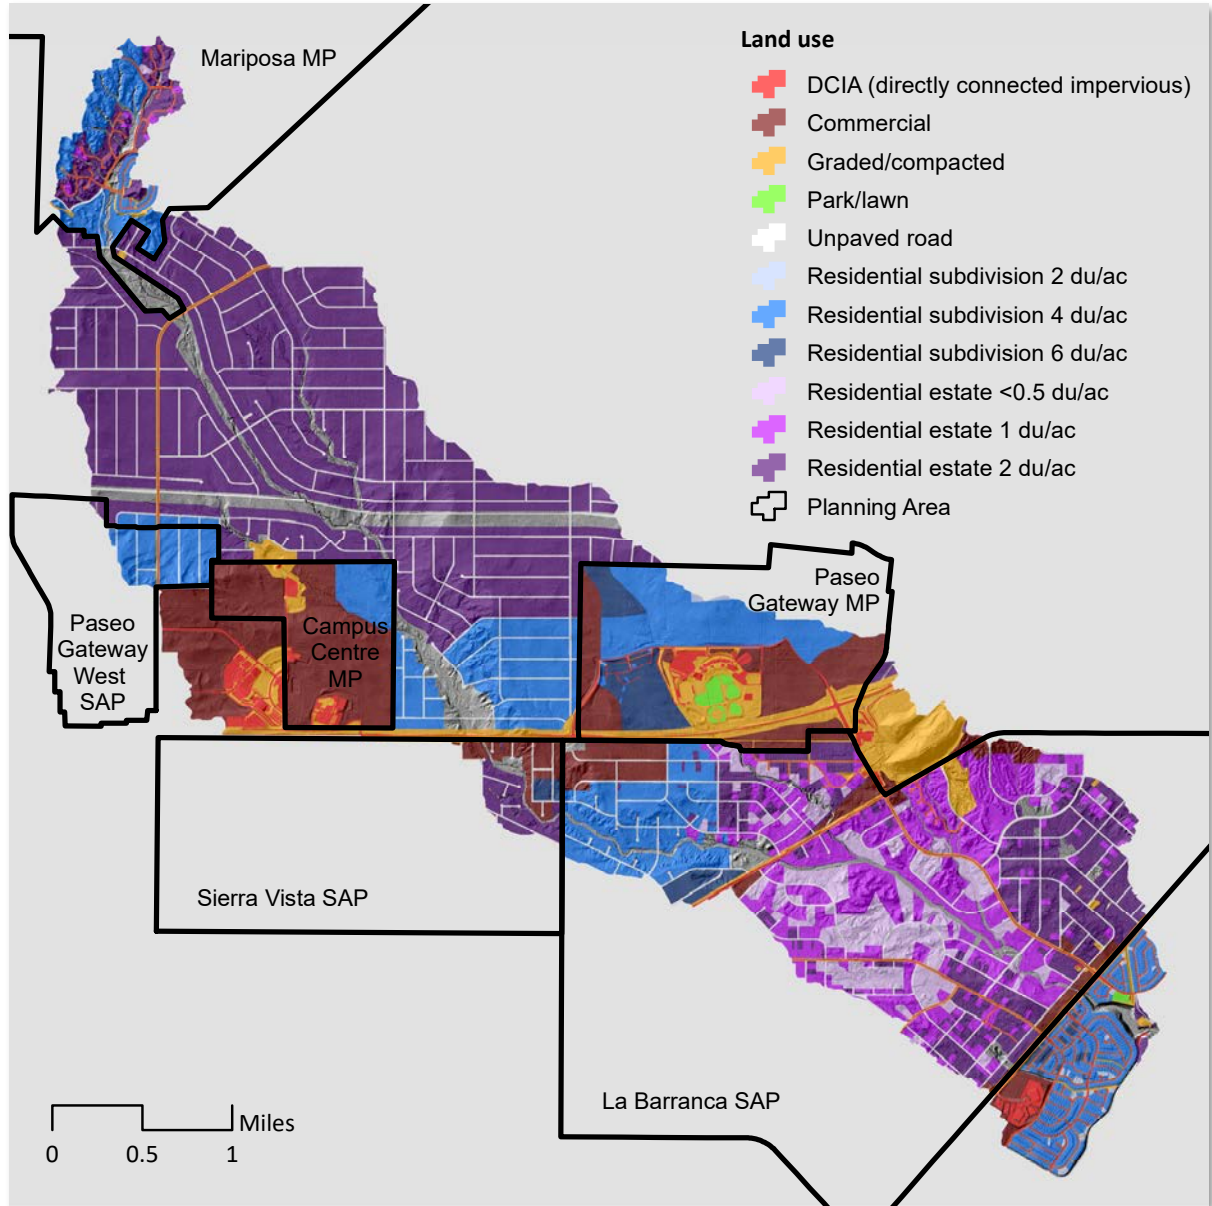 Mariposa MP
Land use
DCIA (directly connected impervious)
Commercial
Graded/compacted
Park/lawn
Unpaved road
Residential subdivision 2 du/ac
Residential subdivision 4 du/ac
Residential subdivision 6 du/ac
Residential estate <0.5 du/ac
Residential estate 1 du/ac
Residential estate 2 du/ac
Planning Area
Paseo
Gateway MP
Paseo
Gateway
West
SAP
Campus
Centre
MP
Sierra Vista SAP
La Barranca SAP
Miles
0 0.5 1